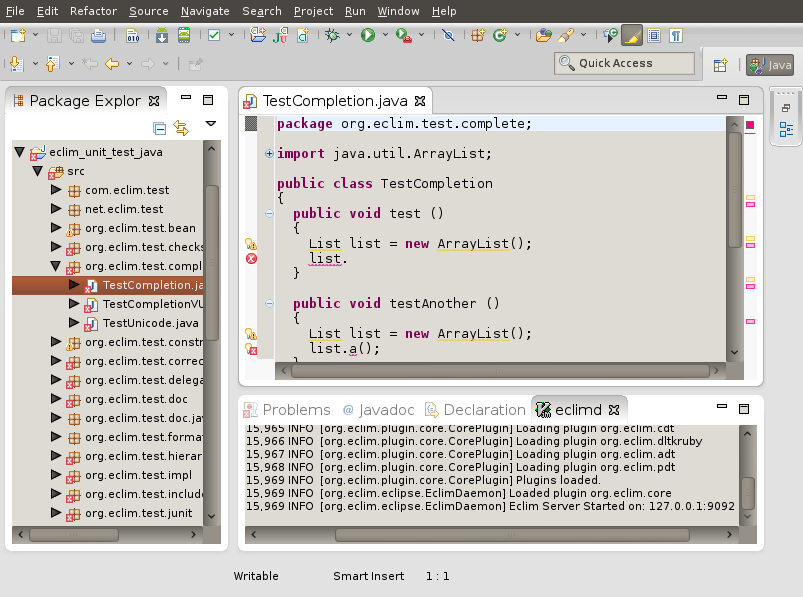 File Edit Refactor Source Navigate Search Project Run Window Help
Quick Access
Java
Package Explor
eclim_unit_test_java
src
com.eclim.test
net.eclim.test
org.eclim.test.bean
org.eclim.test.checks
org.eclim.test.compl
TestCompletion.ja
TestCompletionVU
TestUnicode.java
org.eclim.test.constr
org.eclim.test.correc
org.eclim.test.delega
org.eclim.test.doc
org.eclim.test.doc.jav
org.eclim.test.format
org.eclim.test.hierar
org.eclim.test.impl
org.eclim.test.include
org.eclim.test.junit
TestCompletion.java
package org.eclim.test.complete;
import java.util.ArrayList;
public class TestCompletion
{
public void test ()
{
List list = new ArrayList();
list.
}
public void testAnother ()
{
List list = new ArrayList();
list.a();
}
Problems @ Javadoc Declaration eclimd
15,965 INFO [org.eclim.plugin.core.CorePlugin] Loading plugin org.eclim.cdt
15,966 INFO [org.eclim.plugin.core.CorePlugin] Loading plugin org.eclim.dltkruby
15,967 INFO [org.eclim.plugin.core.CorePlugin] Loading plugin org.eclim.adt
15,968 INFO [org.eclim.plugin.core.CorePlugin] Loading plugin org.eclim.pdt
15,969 INFO [org.eclim.plugin.core.CorePlugin] Plugins loaded.
15,969 INFO [org.eclim.eclipse.EclimDaemon] Loaded plugin org.eclim.core
15,969 INFO [org.eclim.eclipse.EclimDaemon] Eclim Server Started on: 127.0.0.1:9092
Writable Smart Insert 1 : 1